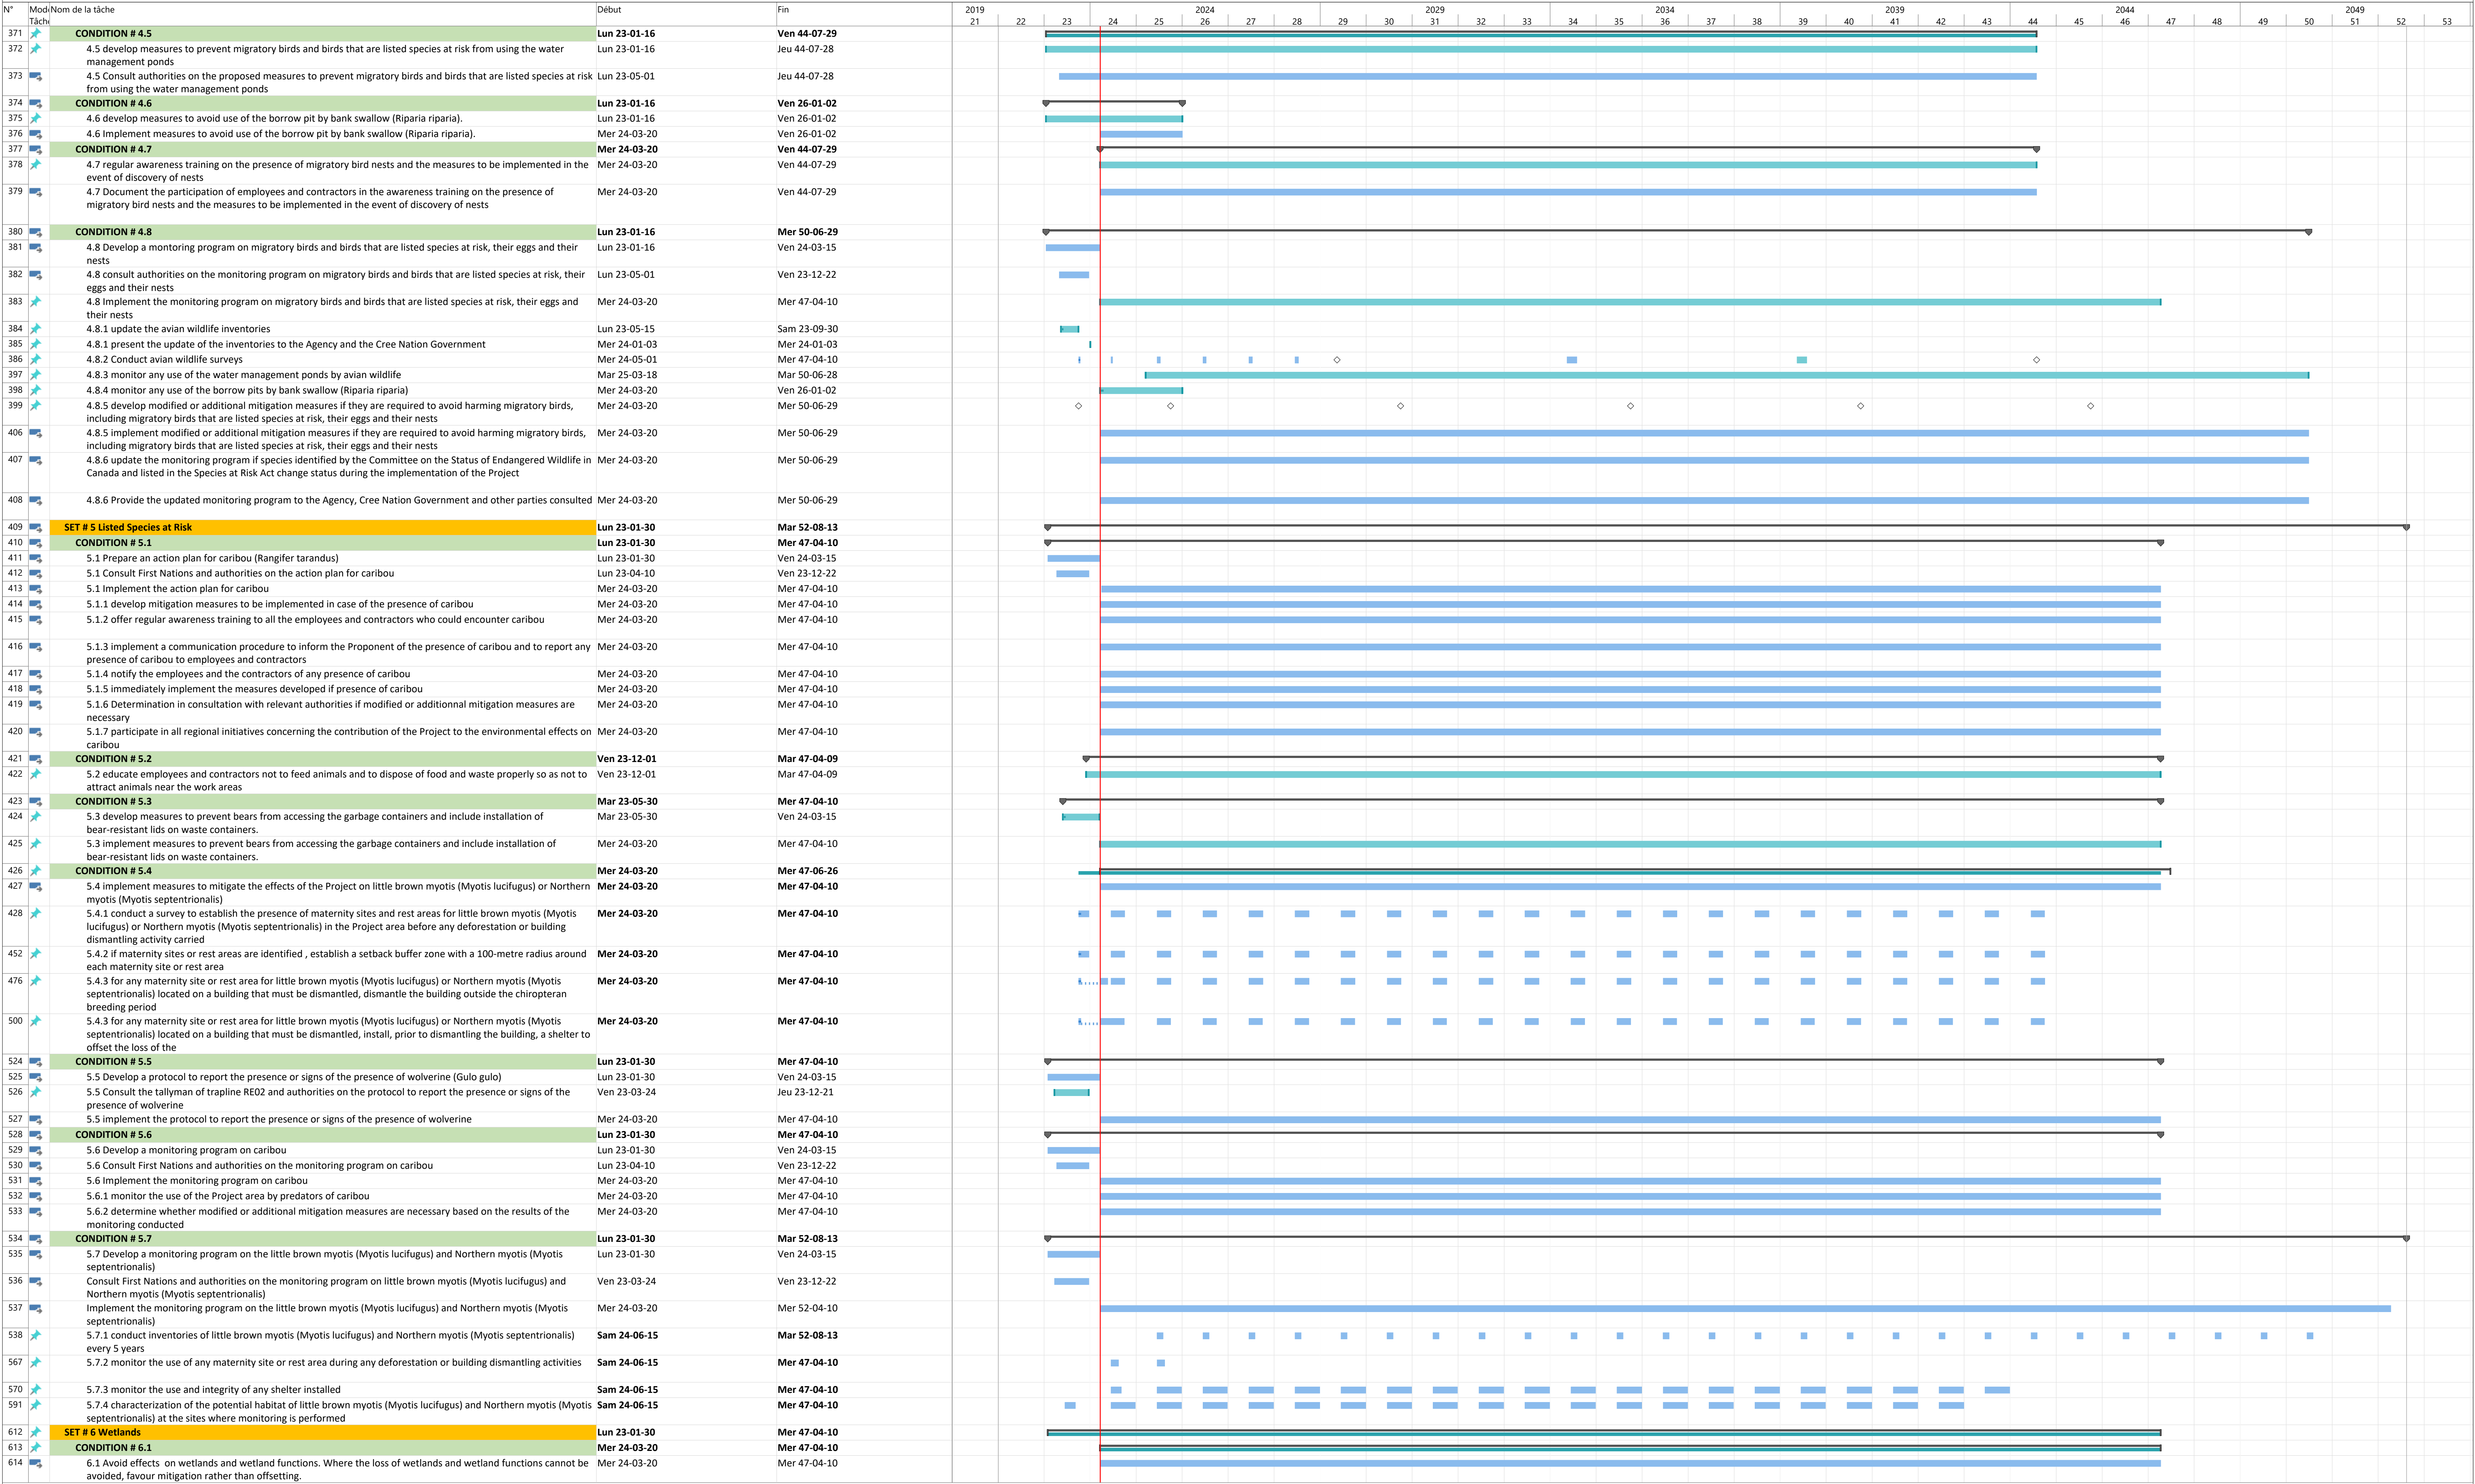 N° Mode Nom de la tâche Début Fin 2019 2024 2029 2034 2039 2044 2049
Tâche 21 22 23 24 25 26 27 28 29 30 31 32 33 34 35 36 37 38 39 40 41 42 43 44 45 46 47 48 49 50 51 52 53
371 CONDITION # 4.5 Lun 23-01-16 Ven 44-07-29
372 4.5 develop measures to prevent migratory birds and birds that are listed species at risk from using the water Lun 23-01-16 Jeu 44-07-28
management ponds
373 4.5 Consult authorities on the proposed measures to prevent migratory birds and birds that are listed species at risk Lun 23-05-01 Jeu 44-07-28
from using the water management ponds
374 CONDITION # 4.6 Lun 23-01-16 Ven 26-01-02
375 4.6 develop measures to avoid use of the borrow pit by bank swallow (Riparia riparia). Lun 23-01-16 Ven 26-01-02
376 4.6 Implement measures to avoid use of the borrow pit by bank swallow (Riparia riparia). Mer 24-03-20 Ven 26-01-02
377 CONDITION # 4.7 Mer 24-03-20 Ven 44-07-29
378 4.7 regular awareness training on the presence of migratory bird nests and the measures to be implemented in the Mer 24-03-20 Ven 44-07-29
event of discovery of nests
379 4.7 Document the participation of employees and contractors in the awareness training on the presence of Mer 24-03-20 Ven 44-07-29
migratory bird nests and the measures to be implemented in the event of discovery of nests
380 CONDITION # 4.8 Lun 23-01-16 Mer 50-06-29
381 4.8 Develop a montoring program on migratory birds and birds that are listed species at risk, their eggs and their Lun 23-01-16 Ven 24-03-15
nests
382 4.8 consult authorities on the monitoring program on migratory birds and birds that are listed species at risk, their Lun 23-05-01 Ven 23-12-22
eggs and their nests
383 4.8 Implement the monitoring program on migratory birds and birds that are listed species at risk, their eggs and Mer 24-03-20 Mer 47-04-10
their nests
384 4.8.1 update the avian wildlife inventories Lun 23-05-15 Sam 23-09-30
385 4.8.1 present the update of the inventories to the Agency and the Cree Nation Government Mer 24-01-03 Mer 24-01-03
386 4.8.2 Conduct avian wildlife surveys Mer 24-05-01 Mer 47-04-10
397 4.8.3 monitor any use of the water management ponds by avian wildlife Mar 25-03-18 Mar 50-06-28
398 4.8.4 monitor any use of the borrow pits by bank swallow (Riparia riparia) Mer 24-03-20 Ven 26-01-02
399 4.8.5 develop modified or additional mitigation measures if they are required to avoid harming migratory birds, Mer 24-03-20 Mer 50-06-29
including migratory birds that are listed species at risk, their eggs and their nests
406 4.8.5 implement modified or additional mitigation measures if they are required to avoid harming migratory birds, Mer 24-03-20 Mer 50-06-29
including migratory birds that are listed species at risk, their eggs and their nests
407 4.8.6 update the monitoring program if species identified by the Committee on the Status of Endangered Wildlife in Mer 24-03-20 Mer 50-06-29
Canada and listed in the Species at Risk Act change status during the implementation of the Project
408 4.8.6 Provide the updated monitoring program to the Agency, Cree Nation Government and other parties consulted Mer 24-03-20 Mer 50-06-29
409 SET # 5 Listed Species at Risk Lun 23-01-30 Mar 52-08-13
410 CONDITION # 5.1 Lun 23-01-30 Mer 47-04-10
411 5.1 Prepare an action plan for caribou (Rangifer tarandus) Lun 23-01-30 Ven 24-03-15
412 5.1 Consult First Nations and authorities on the action plan for caribou Lun 23-04-10 Ven 23-12-22
413 5.1 Implement the action plan for caribou Mer 24-03-20 Mer 47-04-10
414 5.1.1 develop mitigation measures to be implemented in case of the presence of caribou Mer 24-03-20 Mer 47-04-10
415 5.1.2 offer regular awareness training to all the employees and contractors who could encounter caribou Mer 24-03-20 Mer 47-04-10
416 5.1.3 implement a communication procedure to inform the Proponent of the presence of caribou and to report any Mer 24-03-20 Mer 47-04-10
presence of caribou to employees and contractors
417 5.1.4 notify the employees and the contractors of any presence of caribou Mer 24-03-20 Mer 47-04-10
418 5.1.5 immediately implement the measures developed if presence of caribou Mer 24-03-20 Mer 47-04-10
419 5.1.6 Determination in consultation with relevant authorities if modified or additionnal mitigation measures are Mer 24-03-20 Mer 47-04-10
necessary
420 5.1.7 participate in all regional initiatives concerning the contribution of the Project to the environmental effects on Mer 24-03-20 Mer 47-04-10
caribou
421 CONDITION # 5.2 Ven 23-12-01 Mar 47-04-09
422 5.2 educate employees and contractors not to feed animals and to dispose of food and waste properly so as not to Ven 23-12-01 Mar 47-04-09
attract animals near the work areas
423 CONDITION # 5.3 Mar 23-05-30 Mer 47-04-10
424 5.3 develop measures to prevent bears from accessing the garbage containers and include installation of Mar 23-05-30 Ven 24-03-15
bear-resistant lids on waste containers.
425 5.3 implement measures to prevent bears from accessing the garbage containers and include installation of Mer 24-03-20 Mer 47-04-10
bear-resistant lids on waste containers.
426 CONDITION # 5.4 Mer 24-03-20 Mer 47-06-26
427 5.4 implement measures to mitigate the effects of the Project on little brown myotis (Myotis lucifugus) or Northern Mer 24-03-20 Mer 47-04-10
myotis (Myotis septentrionalis)
428 5.4.1 conduct a survey to establish the presence of maternity sites and rest areas for little brown myotis (Myotis Mer 24-03-20 Mer 47-04-10
lucifugus) or Northern myotis (Myotis septentrionalis) in the Project area before any deforestation or building
dismantling activity carried
452 5.4.2 if maternity sites or rest areas are identified , establish a setback buffer zone with a 100-metre radius around Mer 24-03-20 Mer 47-04-10
each maternity site or rest area
476 5.4.3 for any maternity site or rest area for little brown myotis (Myotis lucifugus) or Northern myotis (Myotis Mer 24-03-20 Mer 47-04-10
septentrionalis) located on a building that must be dismantled, dismantle the building outside the chiropteran
breeding period
500 5.4.3 for any maternity site or rest area for little brown myotis (Myotis lucifugus) or Northern myotis (Myotis Mer 24-03-20 Mer 47-04-10
septentrionalis) located on a building that must be dismantled, install, prior to dismantling the building, a shelter to
offset the loss of the
524 CONDITION # 5.5 Lun 23-01-30 Mer 47-04-10
525 5.5 Develop a protocol to report the presence or signs of the presence of wolverine (Gulo gulo) Lun 23-01-30 Ven 24-03-15
526 5.5 Consult the tallyman of trapline RE02 and authorities on the protocol to report the presence or signs of the Ven 23-03-24 Jeu 23-12-21
presence of wolverine
527 5.5 implement the protocol to report the presence or signs of the presence of wolverine Mer 24-03-20 Mer 47-04-10
528 CONDITION # 5.6 Lun 23-01-30 Mer 47-04-10
529 5.6 Develop a monitoring program on caribou Lun 23-01-30 Ven 24-03-15
530 5.6 Consult First Nations and authorities on the monitoring program on caribou Lun 23-04-10 Ven 23-12-22
531 5.6 Implement the monitoring program on caribou Mer 24-03-20 Mer 47-04-10
532 5.6.1 monitor the use of the Project area by predators of caribou Mer 24-03-20 Mer 47-04-10
533 5.6.2 determine whether modified or additional mitigation measures are necessary based on the results of the Mer 24-03-20 Mer 47-04-10
monitoring conducted
534 CONDITION # 5.7 Lun 23-01-30 Mar 52-08-13
535 5.7 Develop a monitoring program on the little brown myotis (Myotis lucifugus) and Northern myotis (Myotis Lun 23-01-30 Ven 24-03-15
septentrionalis)
536 Consult First Nations and authorities on the monitoring program on little brown myotis (Myotis lucifugus) and Ven 23-03-24 Ven 23-12-22
Northern myotis (Myotis septentrionalis)
537 Implement the monitoring program on the little brown myotis (Myotis lucifugus) and Northern myotis (Myotis Mer 24-03-20 Mer 52-04-10
septentrionalis)
538 5.7.1 conduct inventories of little brown myotis (Myotis lucifugus) and Northern myotis (Myotis septentrionalis) Sam 24-06-15 Mar 52-08-13
every 5 years
567 5.7.2 monitor the use of any maternity site or rest area during any deforestation or building dismantling activities Sam 24-06-15 Mer 47-04-10
570 5.7.3 monitor the use and integrity of any shelter installed Sam 24-06-15 Mer 47-04-10
591 5.7.4 characterization of the potential habitat of little brown myotis (Myotis lucifugus) and Northern myotis (Myotis Sam 24-06-15 Mer 47-04-10
septentrionalis) at the sites where monitoring is performed
612 SET # 6 Wetlands Lun 23-01-30 Mer 47-04-10
613 CONDITION # 6.1 Mer 24-03-20 Mer 47-04-10
614 6.1 Avoid effects on wetlands and wetland functions. Where the loss of wetlands and wetland functions cannot be Mer 24-03-20 Mer 47-04-10
avoided, favour mitigation rather than offsetting.